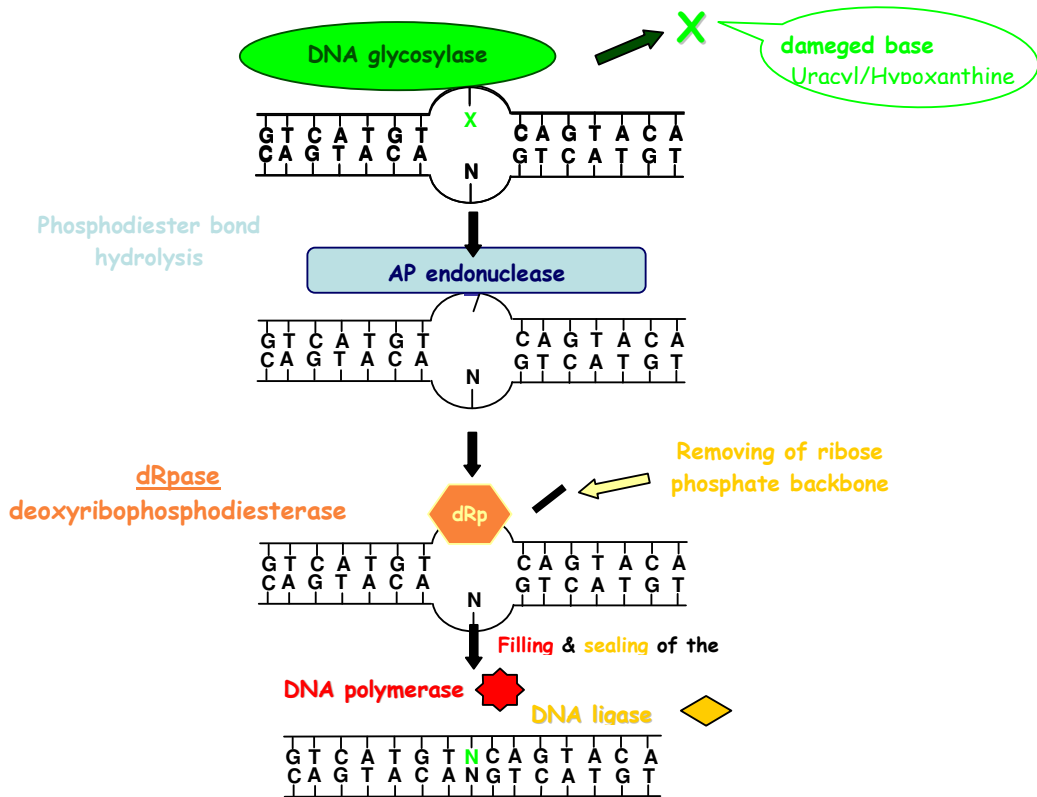 DNA glycosylase
X
dameged base
Uracyl/Hypoxanthine
X
G T C A T G T C A G T A C A
C A G T A C A G T C A T G T
N
Phosphodiester bond
hydrolysis
AP endonuclease
G T C A T G T C A G T A C A
C A G T A C A G T C A T G T
N
Removing of ribose
phosphate backbone
dRpase
deoxyribophosphodiesterase
dRp
G T C A T G T C A G T A C A
C A G T A C A G T C A T G T
N
Filling & sealing of the
DNA polymerase
DNA ligase
G T C A T G T N C A G T A C A
C A G T A C A N G T C A T G T